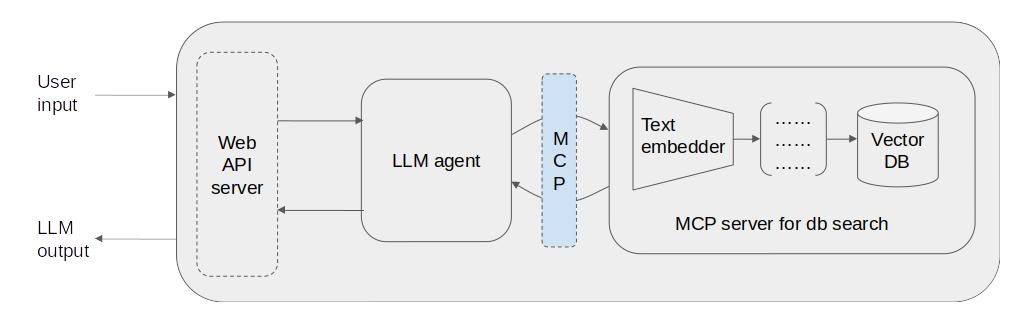 User
input
LLM
output
Web
API
server
LLM agent
M
C
P
Text
embedder
......
......
......
Vector
DB
MCP server for db search